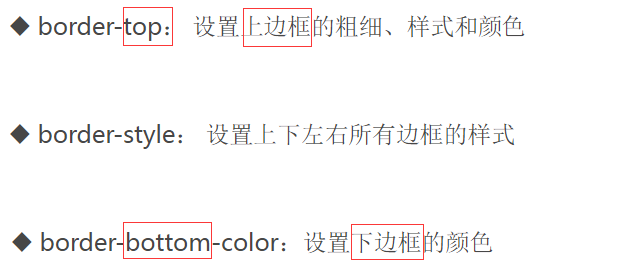 ◆ border-top： 设置上边框的粗细、样式和颜色
◆ border-style： 设置上下左右所有边框的样式
◆ border-bottom-color：设置下边框的颜色